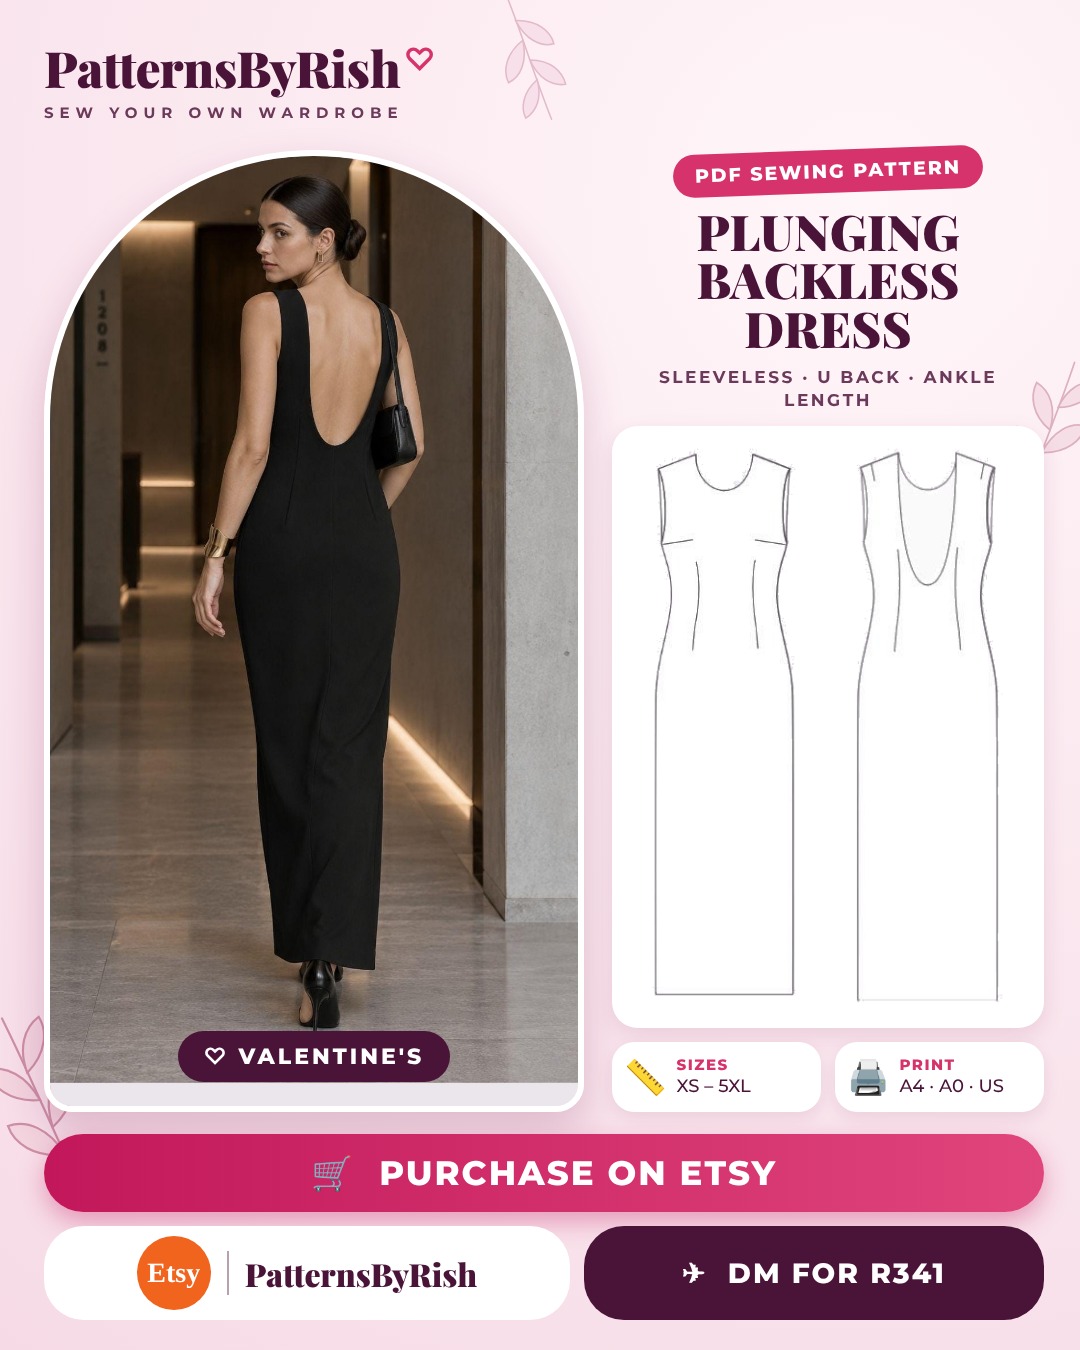 PatternsByRish
SEW YOUR OWN WARDROBE
PDF SEWING PATTERN
PLUNGING
BACKLESS
DRESS
SLEEVELESS · U BACK · ANKLE
LENGTH
1208
♡ VALENTINE'S
SIZES
XS – 5XL
PRINT
A4 · A0 · US
PURCHASE ON ETSY
Etsy | PatternsByRish
DM FOR R341